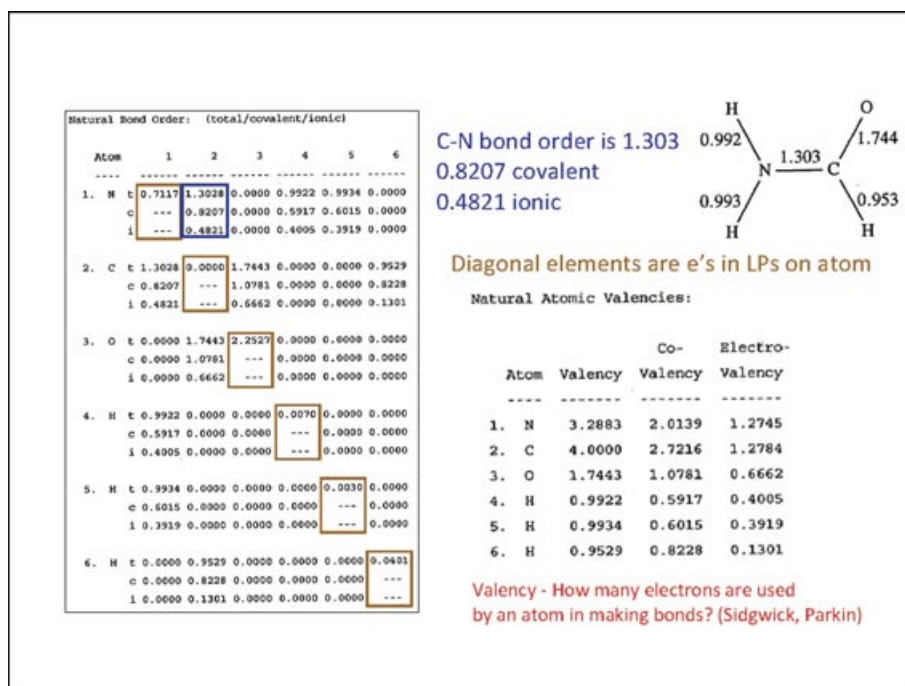 Natural Bond Order: (total/covalent/ionic)
Atom 1 2 3 4 5 6
---- ------ ------ ------ ------ ------ ------
1. N t 0.7117 1.3028 0.0000 0.9922 0.9934 0.0000
c --- 0.8207 0.0000 0.5917 0.6015 0.0000
i --- 0.4821 0.0000 0.4005 0.3919 0.0000
2. C t 1.3028 0.0000 1.7443 0.0000 0.0000 0.9529
c 0.8207 --- 1.0781 0.0000 0.0000 0.8228
i 0.4821 --- 0.6662 0.0000 0.0000 0.1301
3. O t 0.0000 1.7443 2.2527 0.0000 0.0000 0.0000
c 0.0000 1.0781 --- 0.0000 0.0000 0.0000
i 0.0000 0.6662 --- 0.0000 0.0000 0.0000
4. H t 0.9922 0.0000 0.0000 0.0070 0.0000 0.0000
c 0.5917 0.0000 0.0000 --- 0.0000 0.0000
i 0.4005 0.0000 0.0000 --- 0.0000 0.0000
5. H t 0.9934 0.0000 0.0000 0.0000 0.0030 0.0000
c 0.6015 0.0000 0.0000 0.0000 --- 0.0000
i 0.3919 0.0000 0.0000 0.0000 --- 0.0000
6. H t 0.0000 0.9529 0.0000 0.0000 0.0000 0.0401
c 0.0000 0.8228 0.0000 0.0000 0.0000 ---
i 0.0000 0.1301 0.0000 0.0000 0.0000 ---
C-N bond order is 1.303
0.8207 covalent
0.4821 ionic
H O
0.992 1.744
1.303
N C
0.993 0.953
H H
Diagonal elements are e's in LPs on atom
Natural Atomic Valencies:
Co- Electro-
Atom Valency Valency Valency
---- ------- ------- -------
1. N 3.2883 2.0139 1.2745
2. C 4.0000 2.7216 1.2784
3. O 1.7443 1.0781 0.6662
4. H 0.9922 0.5917 0.4005
5. H 0.9934 0.6015 0.3919
6. H 0.9529 0.8228 0.1301
Valency - How many electrons are used
by an atom in making bonds? (Sidgwick, Parkin)